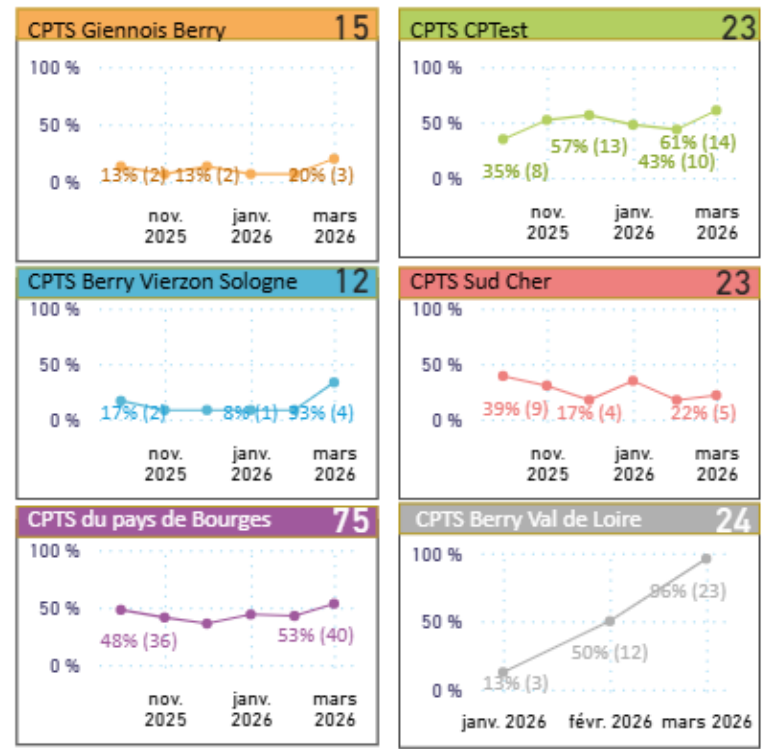 CPTS Giennois Berry 15
100 %
50 %
0 %
13% (2) 13% (2) 20% (3)
nov. janv. mars
2025 2026 2026
CPTS CPTest 23
100 %
50 %
0 %
35% (8) 57% (13) 43% (10) 61% (14)
nov. janv. mars
2025 2026 2026
CPTS Berry Vierzon Sologne 12
100 %
50 %
0 %
17% (2) 8% (1) 33% (4)
nov. janv. mars
2025 2026 2026
CPTS Sud Cher 23
100 %
50 %
0 %
39% (9) 17% (4) 22% (5)
nov. janv. mars
2025 2026 2026
CPTS du pays de Bourges 75
100 %
50 %
0 %
48% (36) 53% (40)
nov. janv. mars
2025 2026 2026
CPTS Berry Val de Loire 24
100 %
50 %
0 %
13% (3) 50% (12) 96% (23)
janv. 2026 févr. 2026 mars 2026